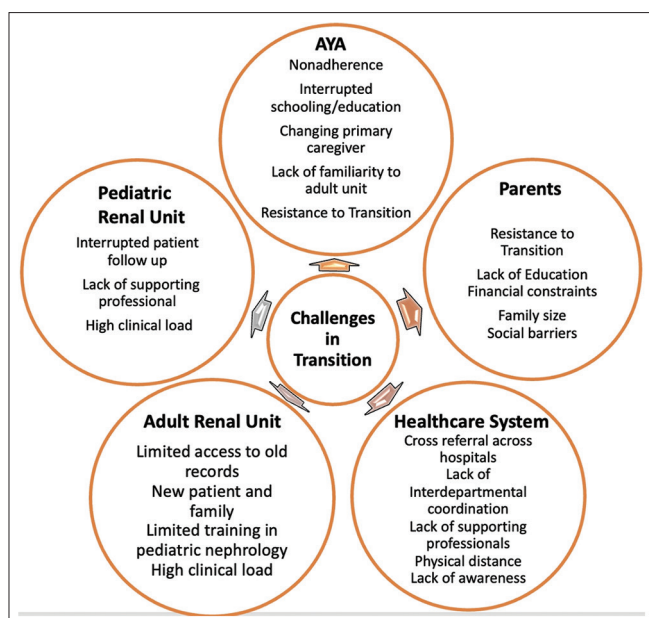 AYA
Nonadherence
Interrupted
schooling/education
Changing primary
caregiver
Lack of familiarity to
adult unit
Resistance to Transition
Pediatric
Renal Unit
Interrupted patient
follow up
Lack of supporting
professional
High clinical load
Parents
Resistance to
Transition
Lack of Education
Financial constraints
Family size
Social barriers
Challenges
in
Transition
Adult Renal Unit
Limited access to old
records
New patient and
family
Limited training in
pediatric nephrology
High clinical load
Healthcare System
Cross referral across
hospitals
Lack of
Interdepartmental
coordination
Lack of supporting
professionals
Physical distance
Lack of awareness